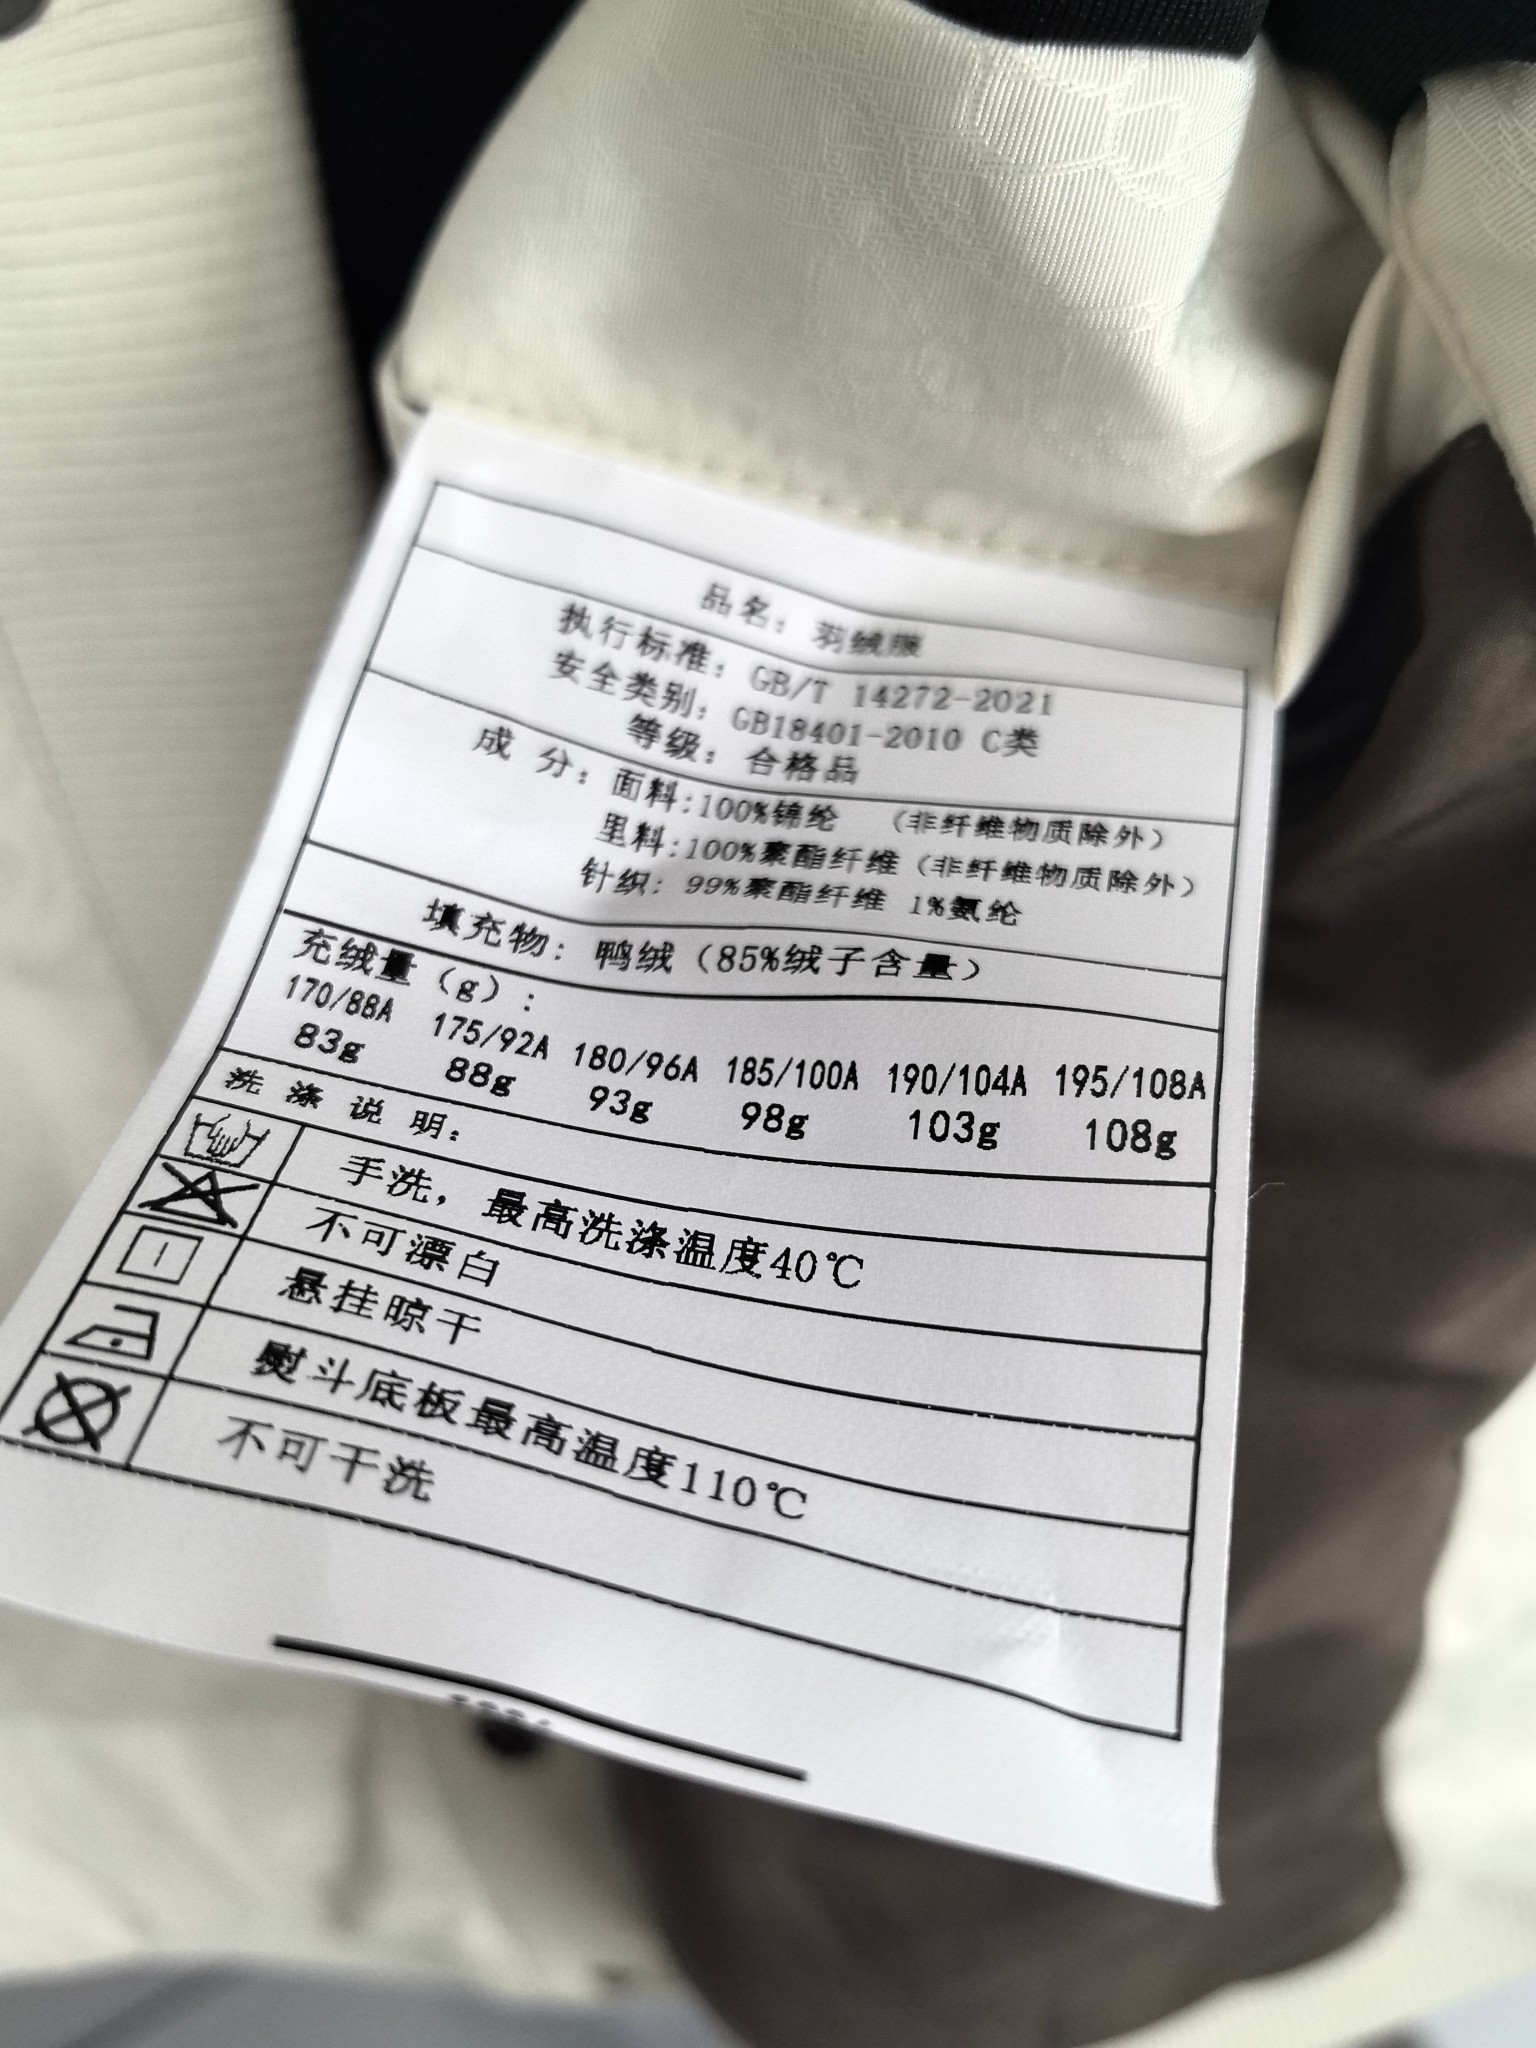 品名：羽绒服
执行标准：GB/T 14272-2021
安全类别：GB18401-2010 C类
等级：合格品
成 分：面料:100%锦纶 （非纤维物质除外）
里料:100%聚酯纤维（非纤维物质除外）
针织: 99%聚酯纤维 1%氨纶
填充物：鸭绒（85%绒子含量）
充绒量（g）:
170/88A 175/92A 180/96A 185/100A 190/104A 195/108A
83g 88g 93g 98g 103g 108g
洗 涤 说 明:
手洗，最高洗涤温度40℃
不可漂白
悬挂晾干
熨斗底板最高温度110℃
不可干洗